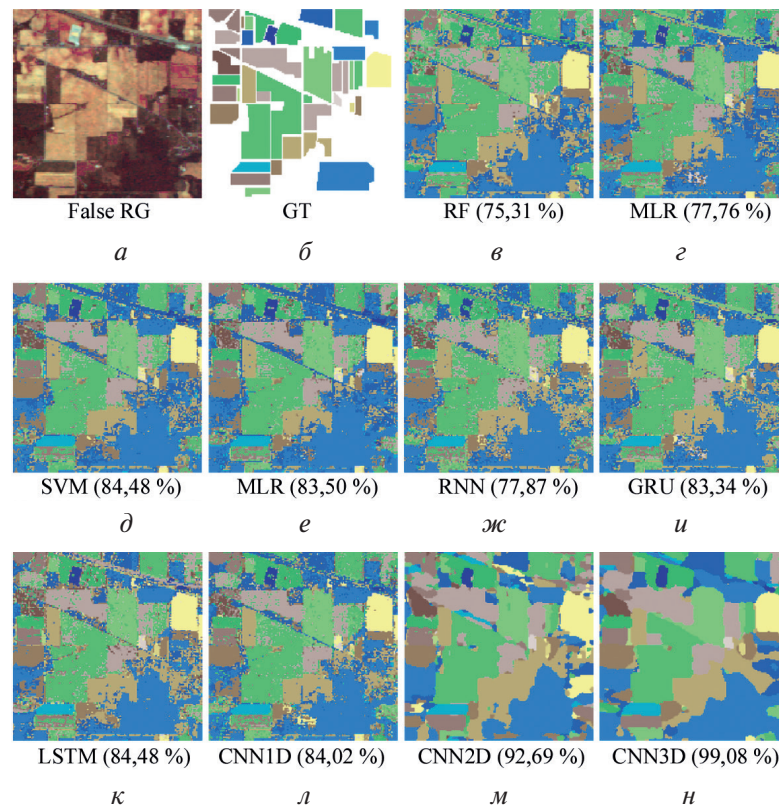 False RG GT RF (75,31 %) MLR (77,76 %)
а б в г
SVM (84,48 %) MLR (83,50 %) RNN (77,87 %) GRU (83,34 %)
д е ж и
LSTM (84,48 %) CNN1D (84,02 %) CNN2D (92,69 %) CNN3D (99,08 %)
к л м н